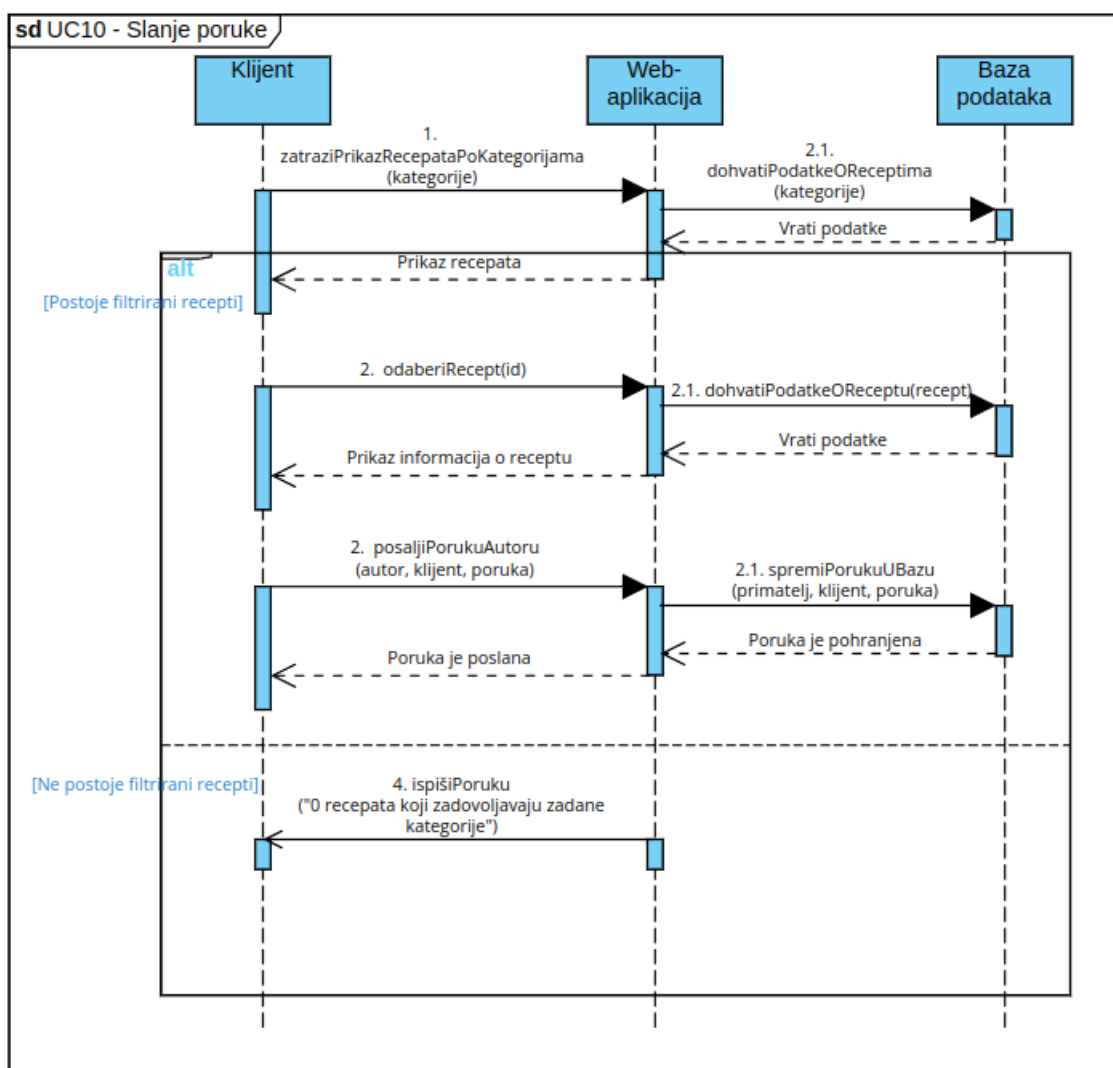 sd UC10 - Slanje poruke
Klijent
Web-
aplikacija
Baza
podataka
1.
zatraziPrikazRecepataPoKategorijama
(kategorije)
2.1.
dohvatiPodatkeOReceptima
(kategorije)
Vrati podatke
alt
Prikaz recepata
[Postoje filtrirani recepti]
2. odaberiRecept(id)
2.1. dohvatiPodatkeOReceptu(recept)
Vrati podatke
Prikaz informacija o receptu
2. posaljiPorukuAutoru
(autor, klijent, poruka)
2.1. spremiPorukuUBazu
(primatelj, klijent, poruka)
Poruka je pohranjena
Poruka je poslana
[Ne postoje filtrirani recepti]
4. ispišiPoruku
("0 recepata koji zadovoljavaju zadane
kategorije")